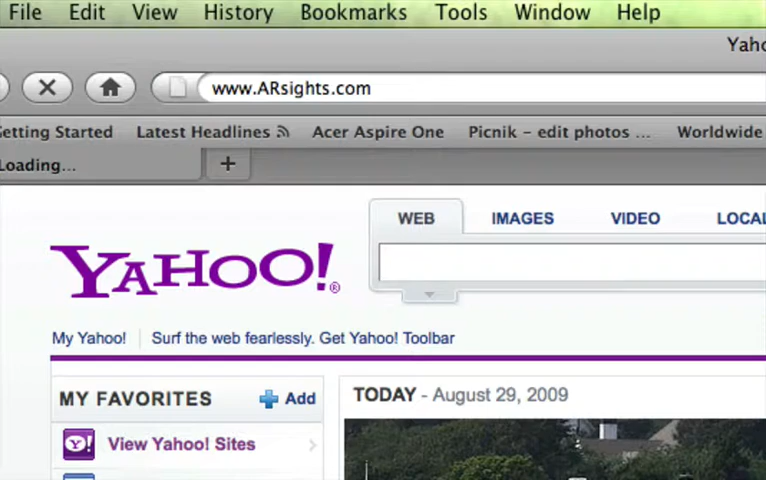 File Edit View History Bookmarks Tools Window Help
www.ARsights.com
Getting Started Latest Headlines Acer Aspire One Picnik - edit photos ... Worldwide
Loading...
+
WEB IMAGES VIDEO LOCAL
YAHOO!®
My Yahoo! Surf the web fearlessly. Get Yahoo! Toolbar
MY FAVORITES Add
TODAY - August 29, 2009
Y! View Yahoo! Sites